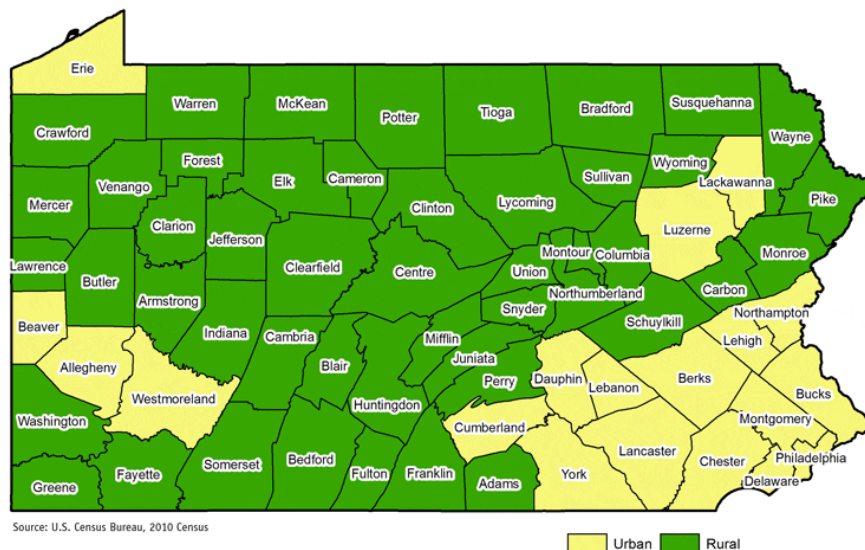 Erie
Warren
McKean
Potter
Tioga
Bradford
Susquehanna
Wayne
Crawford
Forest
Elk
Cameron
Sullivan
Wyoming
Lackawanna
Pike
Venango
Mercer
Clarion
Jefferson
Clinton
Lycoming
Luzerne
Monroe
Lawrence
Butler
Clearfield
Centre
Union
Montour
Columbia
Carbon
Armstrong
Snyder
Northumberland
Northampton
Beaver
Indiana
Cambria
Mifflin
Schuylkill
Lehigh
Allegheny
Blair
Juniata
Westmoreland
Perry
Dauphin
Lebanon
Berks
Bucks
Washington
Huntingdon
Cumberland
Montgomery
Lancaster
Philadelphia
Greene
Fayette
Somerset
Bedford
Fulton
Franklin
Adams
York
Chester
Delaware
Source: U.S. Census Bureau, 2010 Census
Urban
Rural